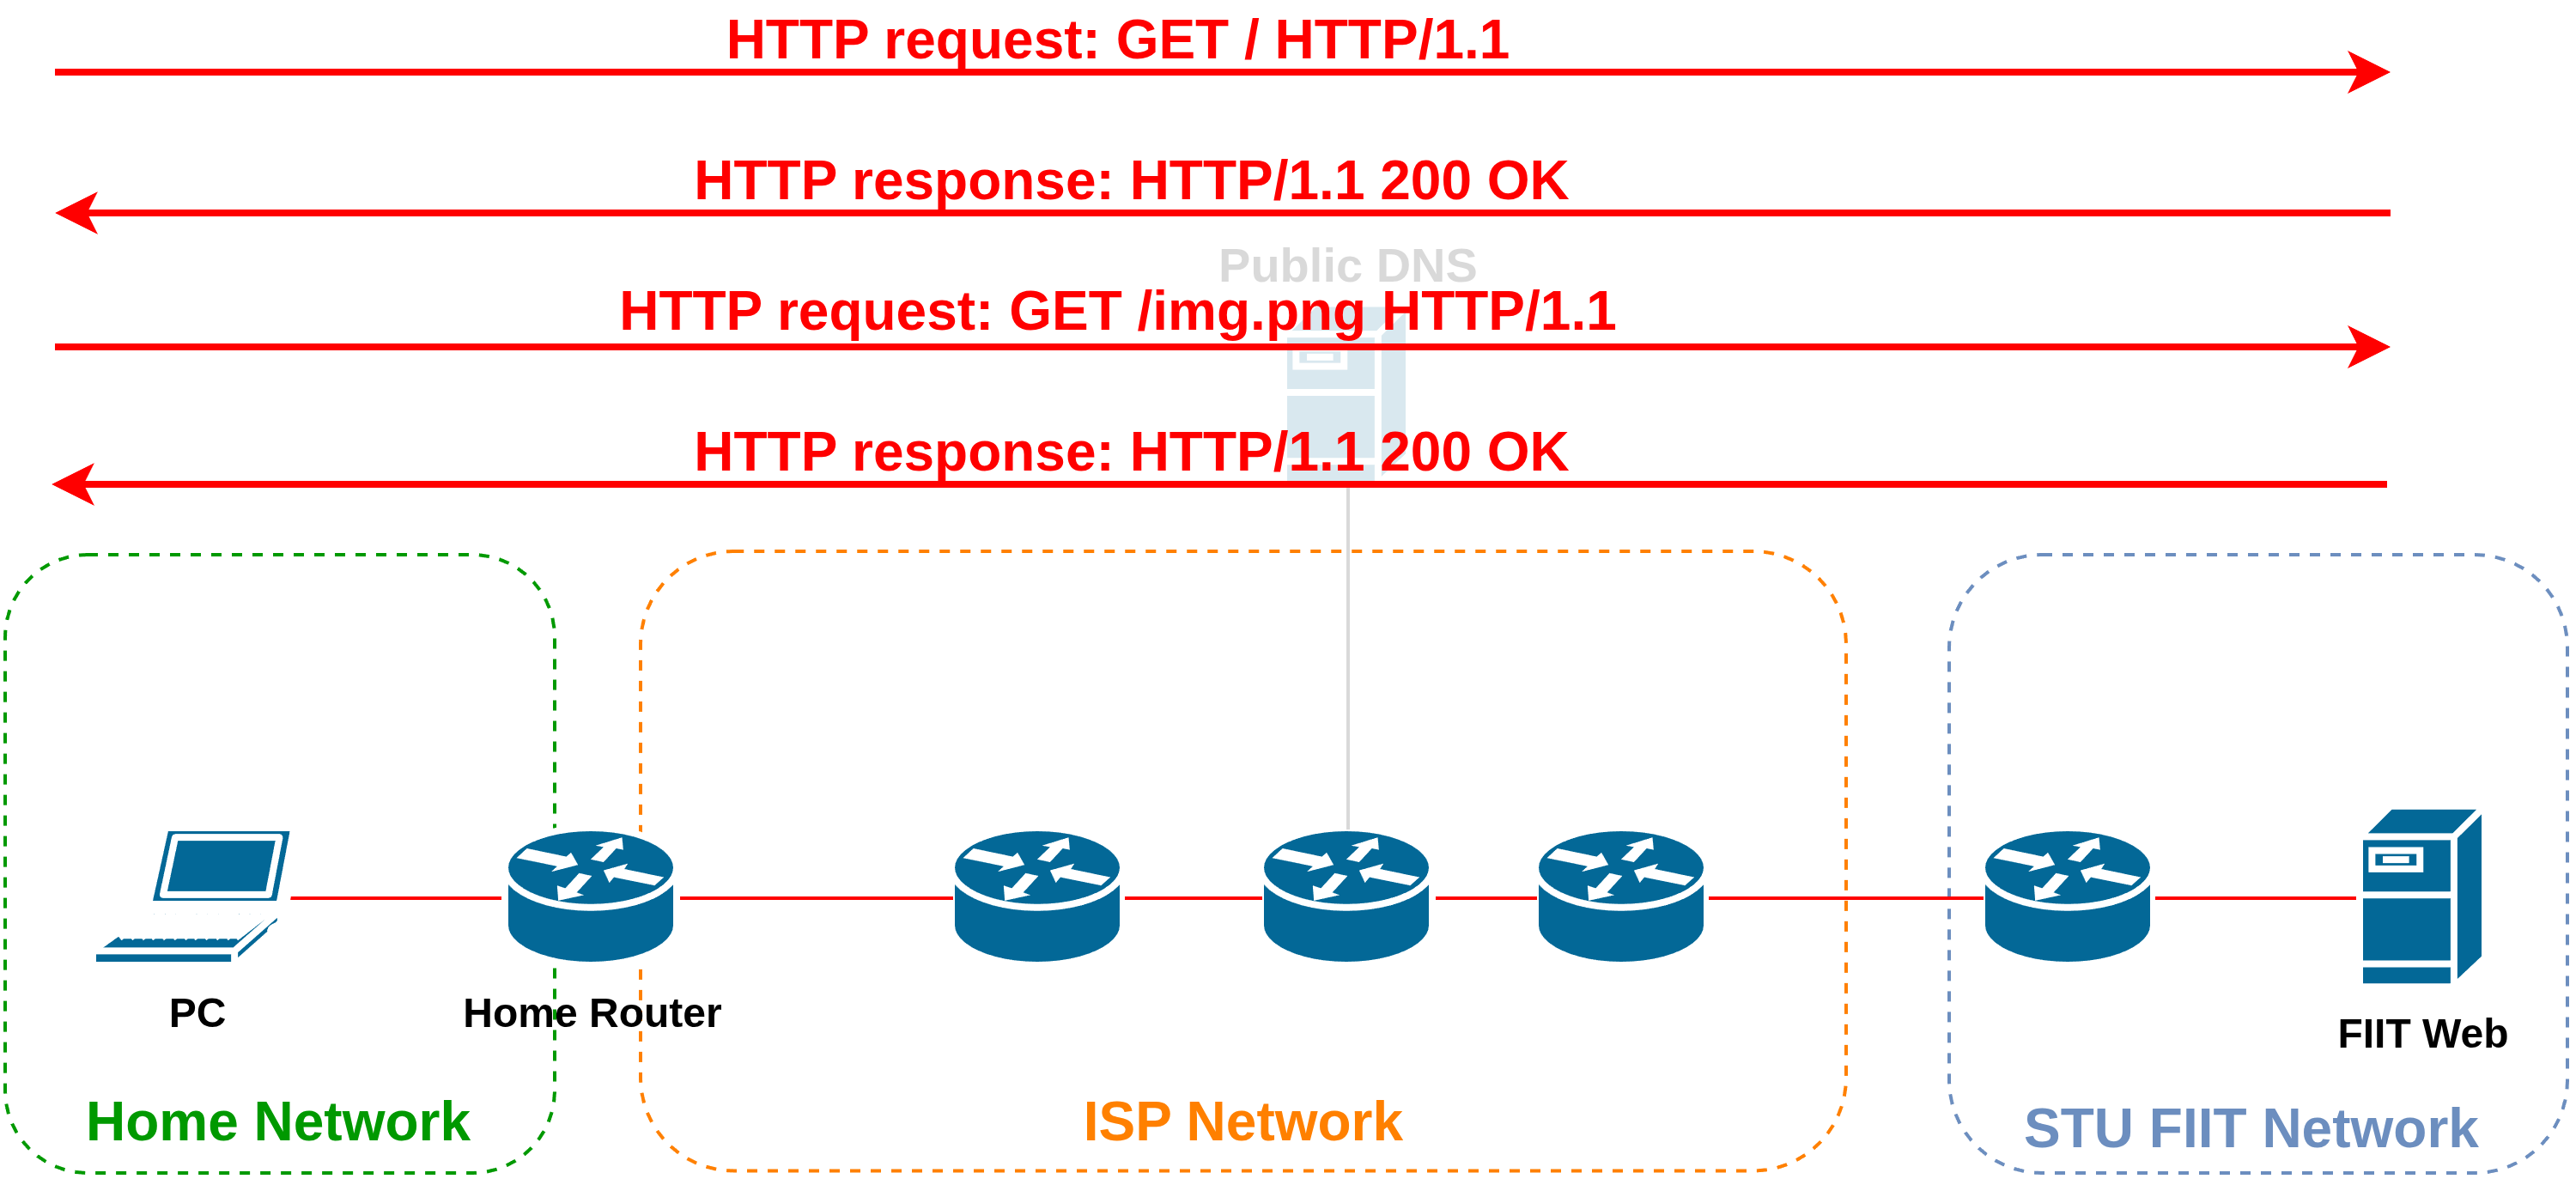 HTTP request: GET / HTTP/1.1
HTTP response: HTTP/1.1 200 OK
Public DNS
HTTP request: GET /img.png HTTP/1.1
HTTP response: HTTP/1.1 200 OK
PC
Home Router
FIIT Web
Home Network
ISP Network
STU FIIT Network